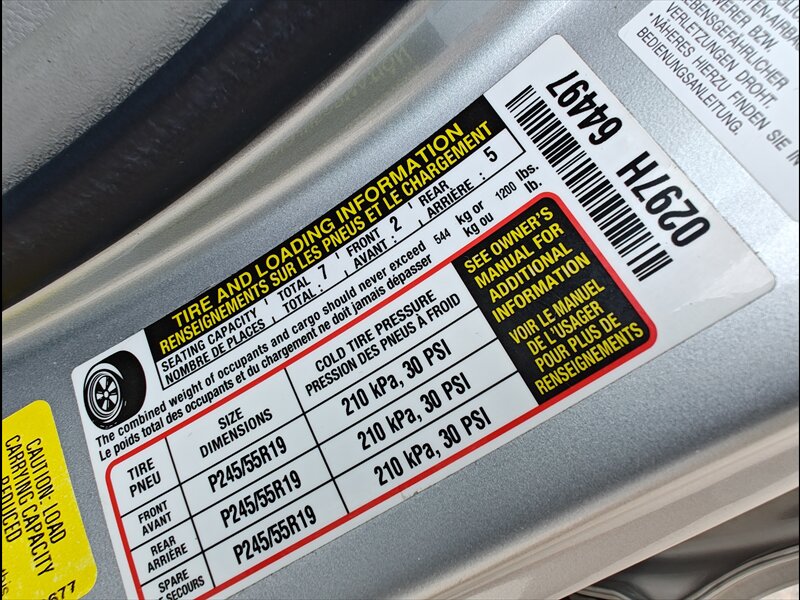 TIRE AND LOADING INFORMATION
RENSEIGNEMENTS SUR LES PNEUS ET LE CHARGEMENT
SEATING CAPACITY TOTAL 7 FRONT 2 REAR 5
NOMBRE DE PLACES TOTAL : AVANT : ARRIÈRE :
The combined weight of occupants and cargo should never exceed 544 kg or 1200 lbs.
Le poids total des occupants et du chargement ne doit jamais dépasser kg ou lb.
TIRE SIZE COLD TIRE PRESSURE
PNEU DIMENSIONS PRESSION DES PNEUS À FROID
FRONT
AVANT P245/55R19 210 kPa, 30 PSI
REAR
ARRIÈRE P245/55R19 210 kPa, 30 PSI
SPARE
SECOURS P245/55R19 210 kPa, 30 PSI
SEE OWNER'S
MANUAL FOR
ADDITIONAL
INFORMATION
VOIR LE MANUEL
DE L'USAGER
POUR PLUS DE
RENSEIGNEMENTS
0297H 64497
EBENSGEFÄHRLICHER
VERLETZUNGEN DROHT.
*NÄHERES HIERZU FINDEN SIE IN
BEDIENUNGSANLEITUNG.
CAUTION: LOAD
CARRYING CAPACITY
REDUCED
677